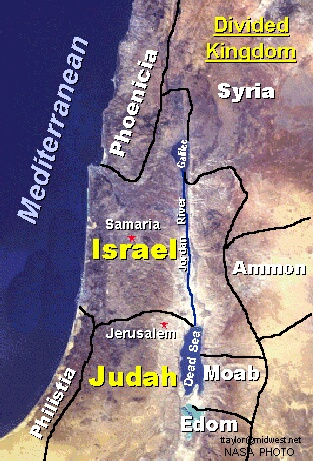 Divided
Kingdom
Mediterranean
Phoenicia
Syria
Galilee
Jordan River
Samaria
Israel
Ammon
Jerusalem
Dead Sea
Judah
Moab
Philistia
Edom
ttaylor@midwest.net
NASA PHOTO